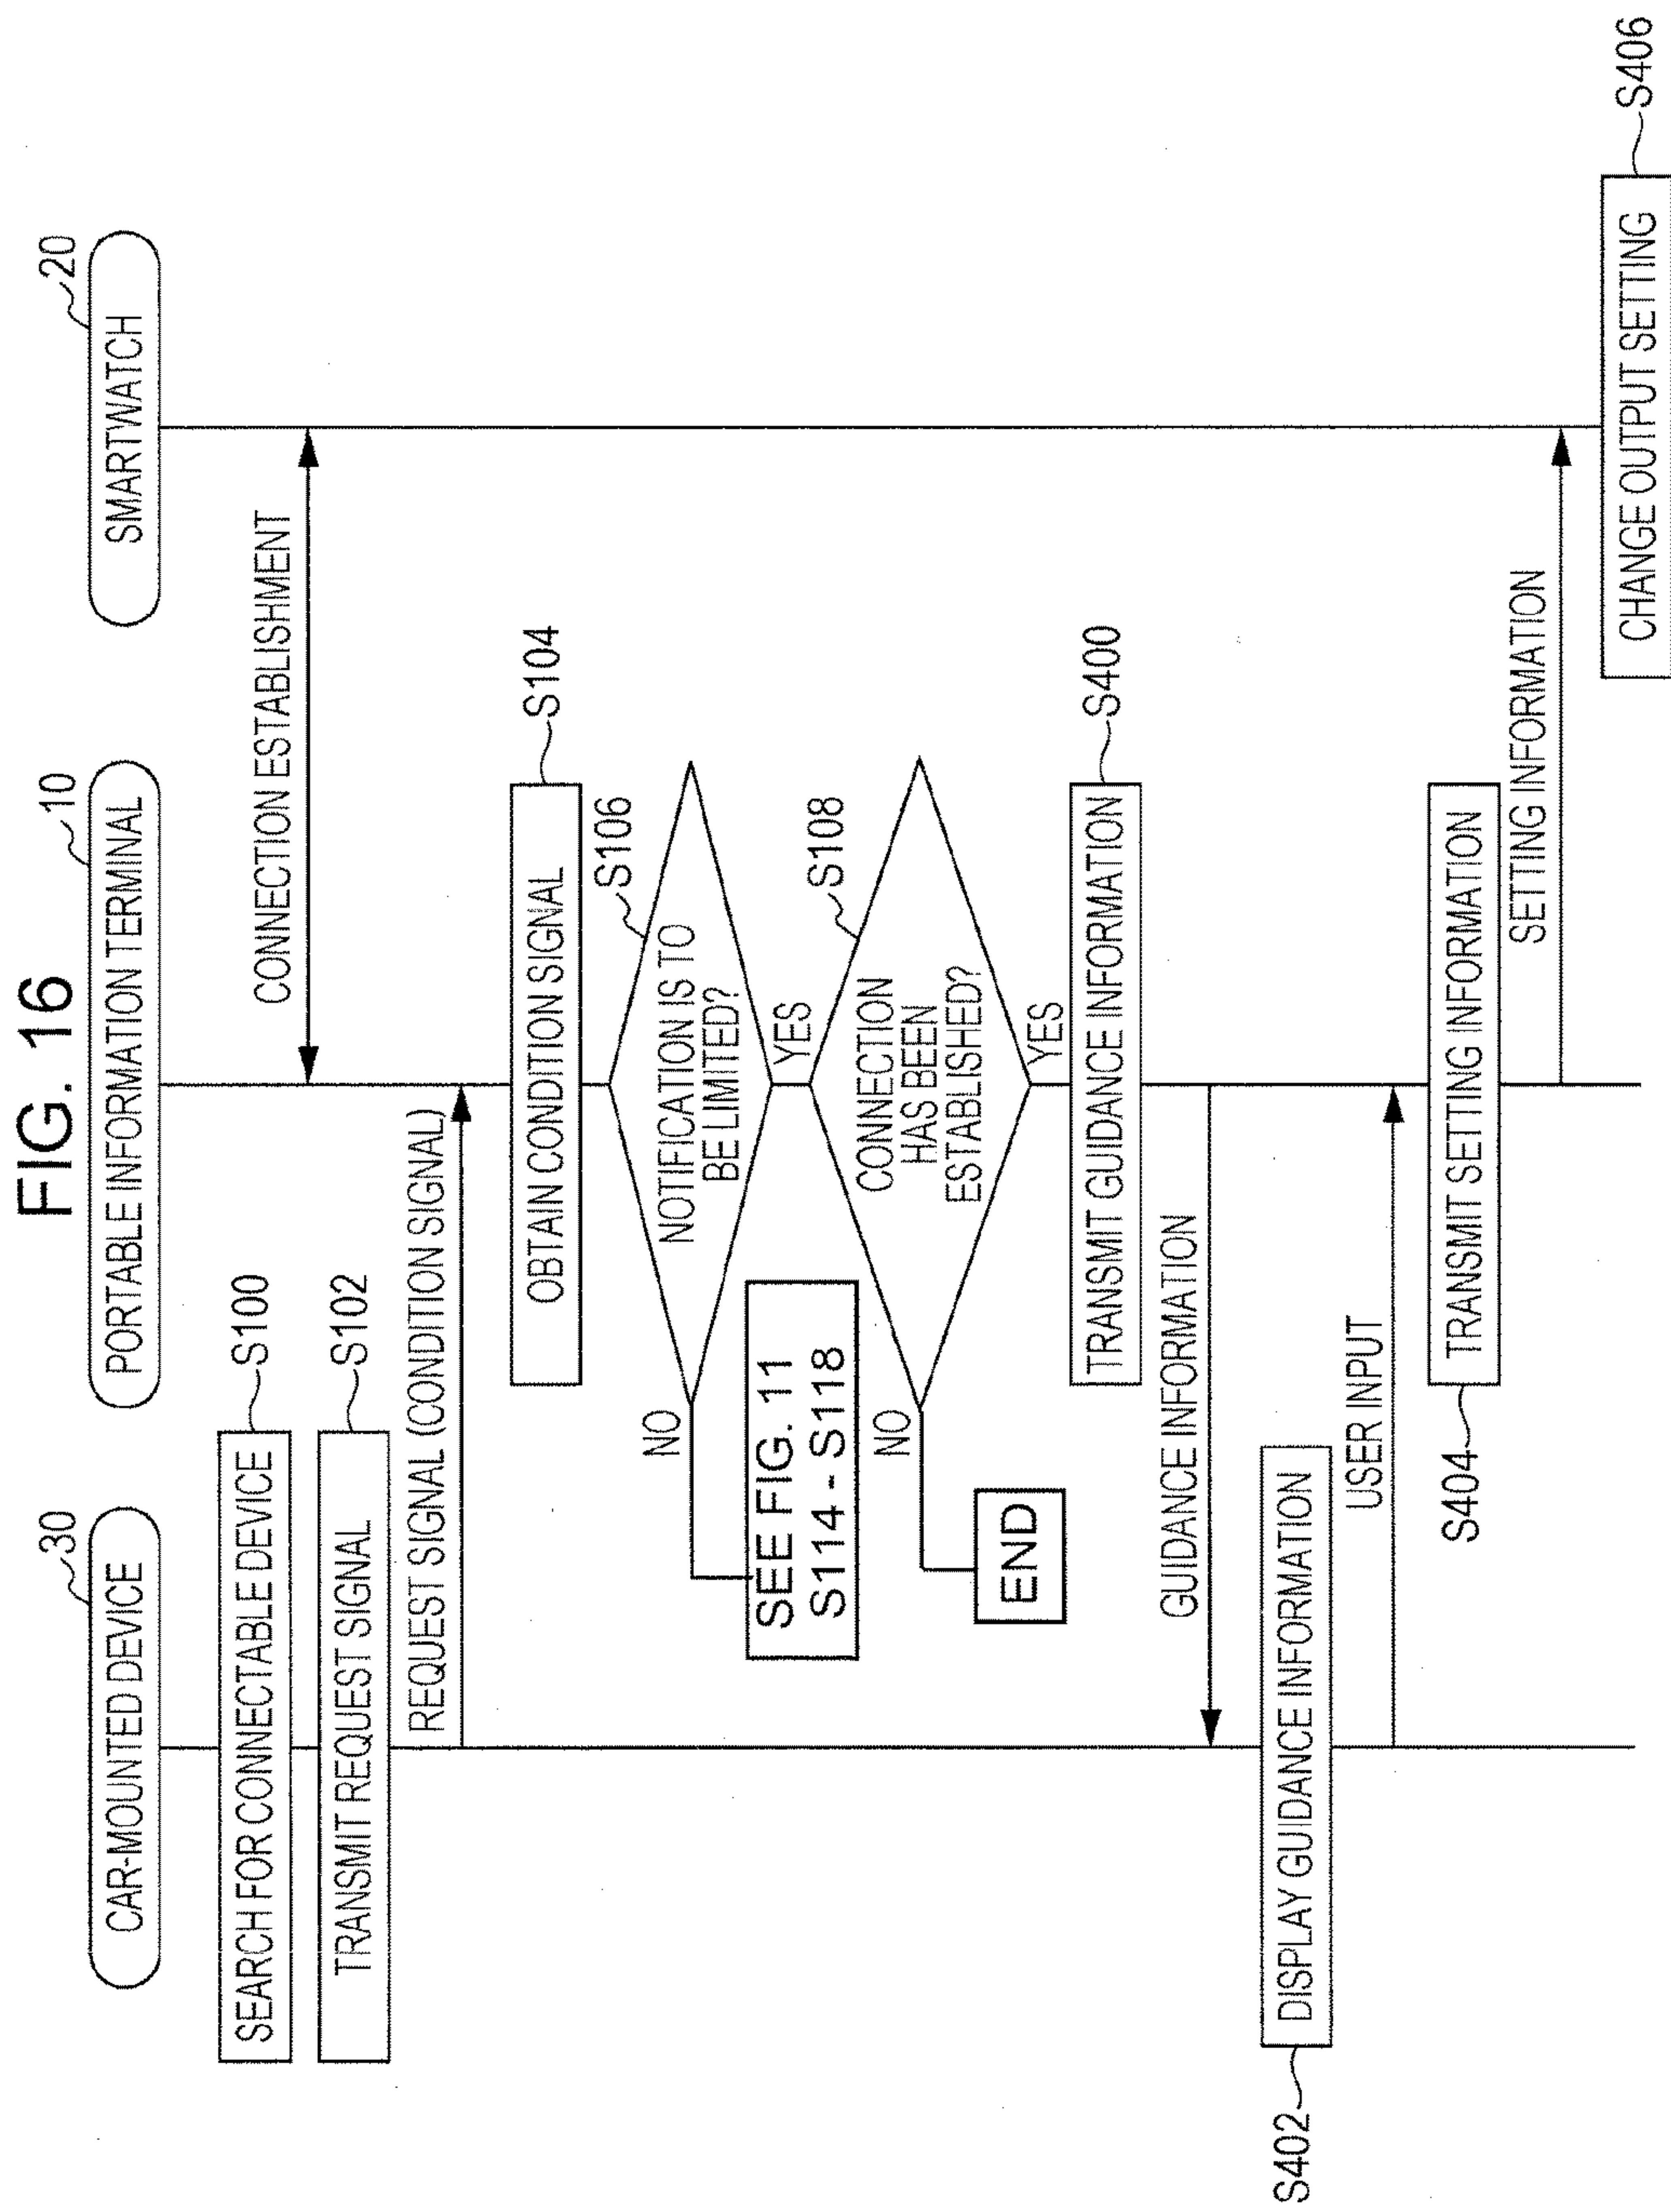 FIG. 16
CAR-MOUNTED DEVICE
30
PORTABLE INFORMATION TERMINAL
10
SMARTWATCH
20
SEARCH FOR CONNECTABLE DEVICE
S100
CONNECTION ESTABLISHMENT
TRANSMIT REQUEST SIGNAL
S102
REQUEST SIGNAL (CONDITION SIGNAL)
OBTAIN CONDITION SIGNAL
S104
S106
NOTIFICATION IS TO
BE LIMITED?
NO
YES
SEE FIG. 11
S114 - S118
S108
CONNECTION
HAS BEEN
ESTABLISHED?
NO
YES
END
TRANSMIT GUIDANCE INFORMATION
S400
GUIDANCE INFORMATION
S402
DISPLAY GUIDANCE INFORMATION
USER INPUT
S404
TRANSMIT SETTING INFORMATION
SETTING INFORMATION
CHANGE OUTPUT SETTING
S406